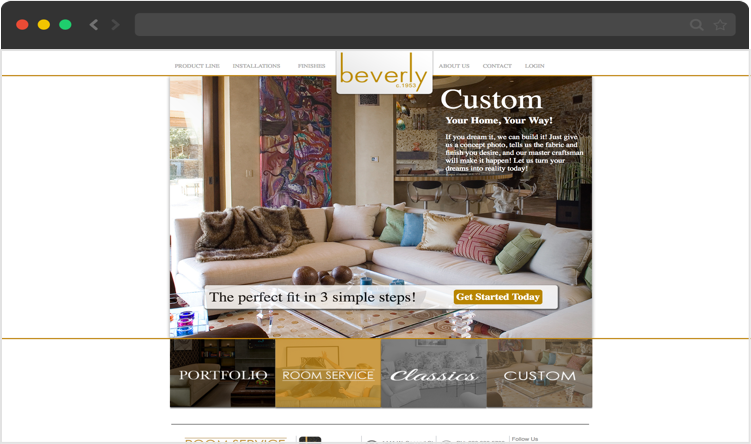 PRODUCT LINE INSTALLATIONS FINISHES
beverly
c.1953
ABOUT US CONTACT LOGIN
Custom
Your Home, Your Way!
If you dream it, we can build it! Just give
us a concept photo, tells us the fabric and
finish you desire, and our master craftsman
will make it happen! Let us turn your
dreams into reality today!
The perfect fit in 3 simple steps!
Get Started Today
PORTFOLIO
ROOM SERVICE
Classics
CUSTOM
ROOM SERVICE
Follow Us